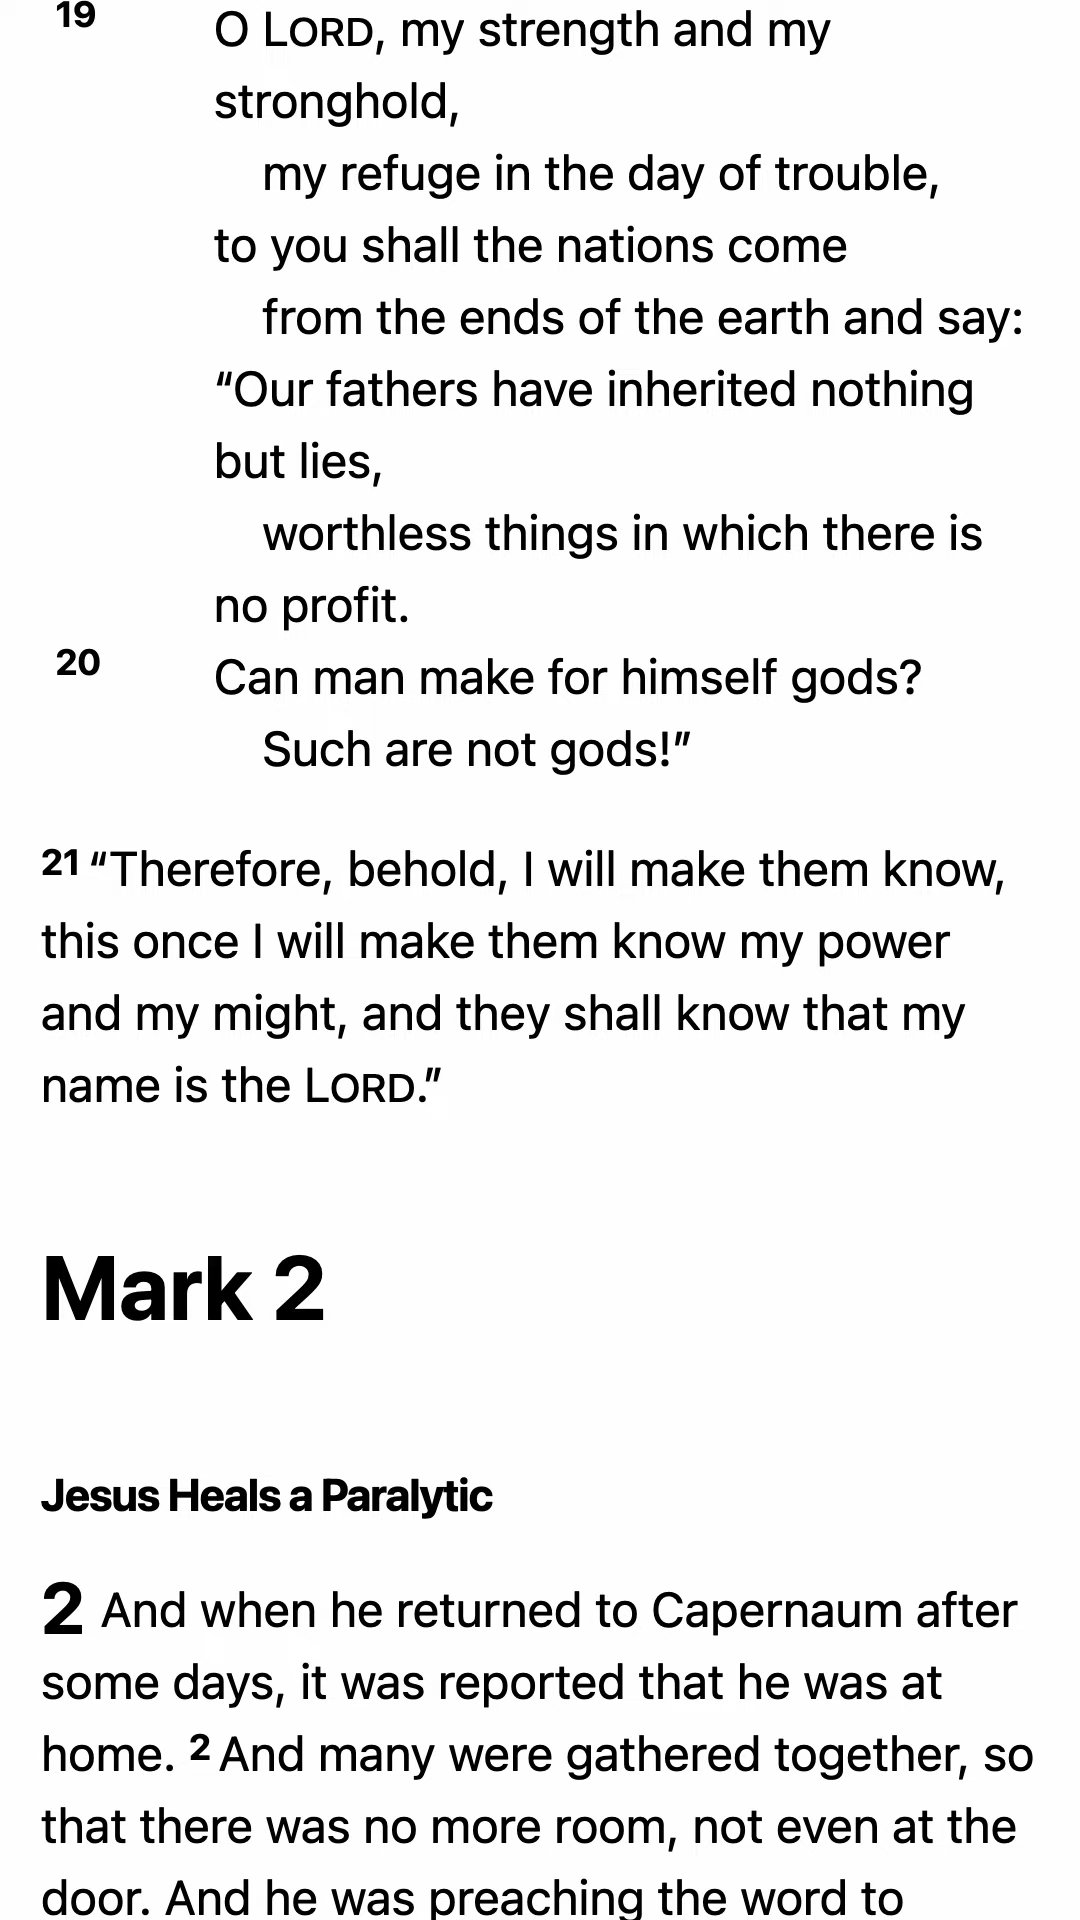 19 O LORD, my strength and my
stronghold,
my refuge in the day of trouble,
to you shall the nations come
from the ends of the earth and say:
“Our fathers have inherited nothing
but lies,
worthless things in which there is
no profit.
20 Can man make for himself gods?
Such are not gods!”
21 “Therefore, behold, I will make them know,
this once I will make them know my power
and my might, and they shall know that my
name is the LORD.”
Mark 2
Jesus Heals a Paralytic
2 And when he returned to Capernaum after
some days, it was reported that he was at
home. 2 And many were gathered together, so
that there was no more room, not even at the
door. And he was preaching the word to